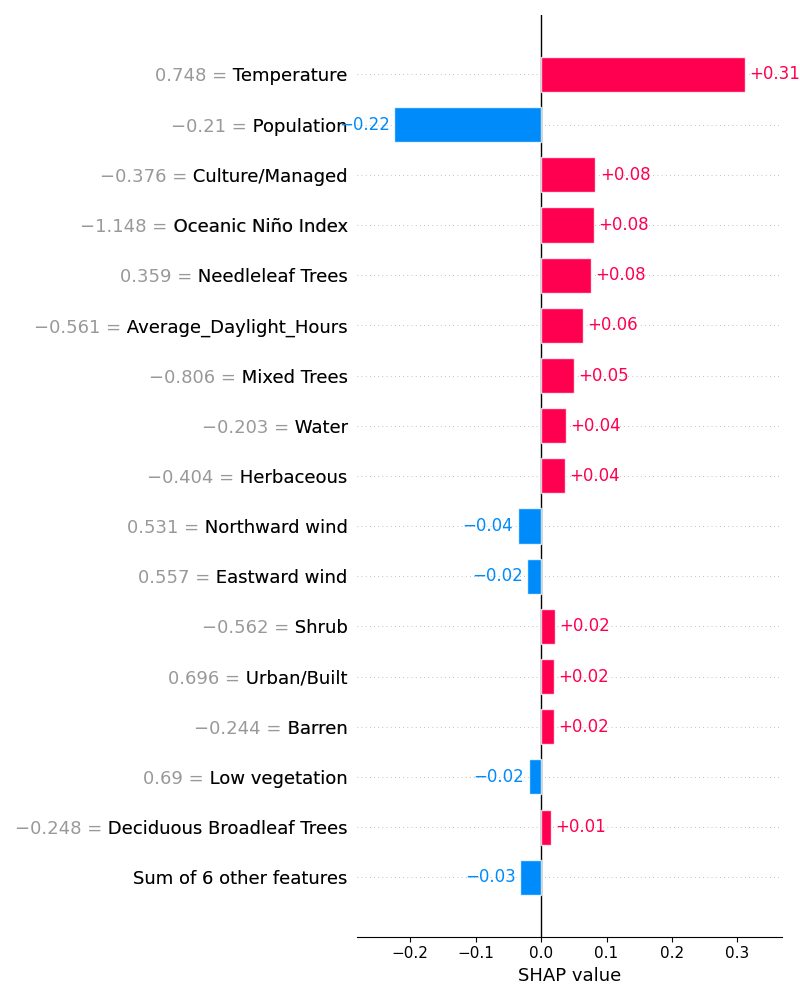 0.748 = Temperature +0.31
−0.21 = Population −0.22
−0.376 = Culture/Managed +0.08
−1.148 = Oceanic Niño Index +0.08
0.359 = Needleleaf Trees +0.08
−0.561 = Average_Daylight_Hours +0.06
−0.806 = Mixed Trees +0.05
−0.203 = Water +0.04
−0.404 = Herbaceous +0.04
0.531 = Northward wind −0.04
0.557 = Eastward wind −0.02
−0.562 = Shrub +0.02
0.696 = Urban/Built +0.02
−0.244 = Barren +0.02
0.69 = Low vegetation −0.02
−0.248 = Deciduous Broadleaf Trees +0.01
Sum of 6 other features −0.03
−0.2 −0.1 0.0 0.1 0.2 0.3
SHAP value